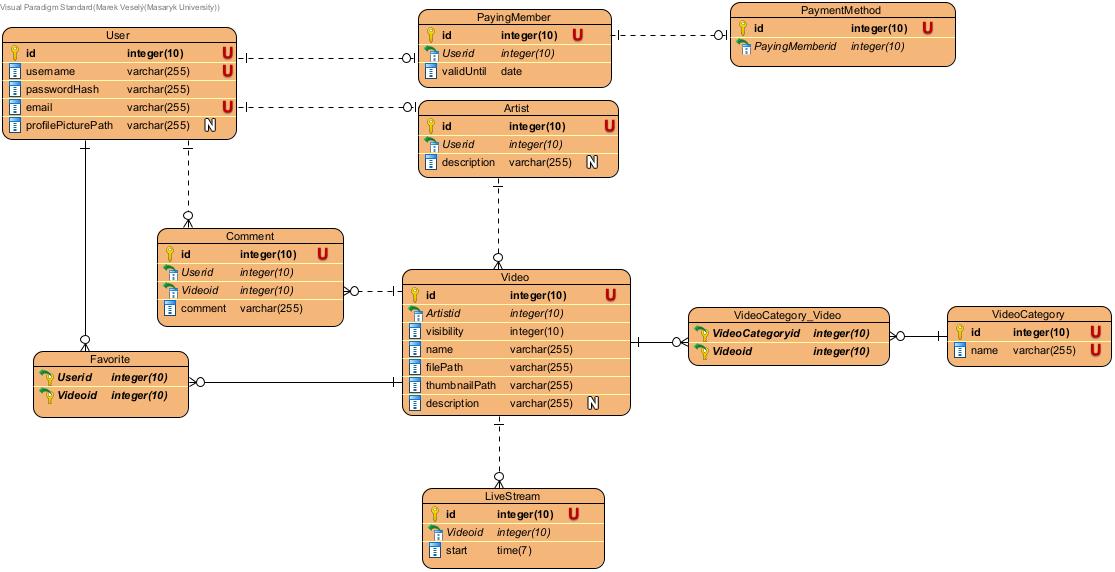 Visual Paradigm Standard(Marek Veselý(Masaryk University))
User
id integer(10) U
username varchar(255) U
passwordHash varchar(255)
email varchar(255) U
profilePicturePath varchar(255) N
PayingMember
id integer(10) U
Userid integer(10)
validUntil date
PaymentMethod
id integer(10) U
PayingMemberid integer(10)
Artist
id integer(10) U
Userid integer(10)
description varchar(255) N
Comment
id integer(10) U
Userid integer(10)
Videoid integer(10)
comment varchar(255)
Video
id integer(10) U
Artistid integer(10)
visibility integer(10)
name varchar(255)
filePath varchar(255)
thumbnailPath varchar(255)
description varchar(255) N
VideoCategory_Video
VideoCategoryid integer(10)
Videoid integer(10)
VideoCategory
id integer(10) U
name varchar(255) U
Favorite
Userid integer(10)
Videoid integer(10)
LiveStream
id integer(10) U
Videoid integer(10)
start time(7)